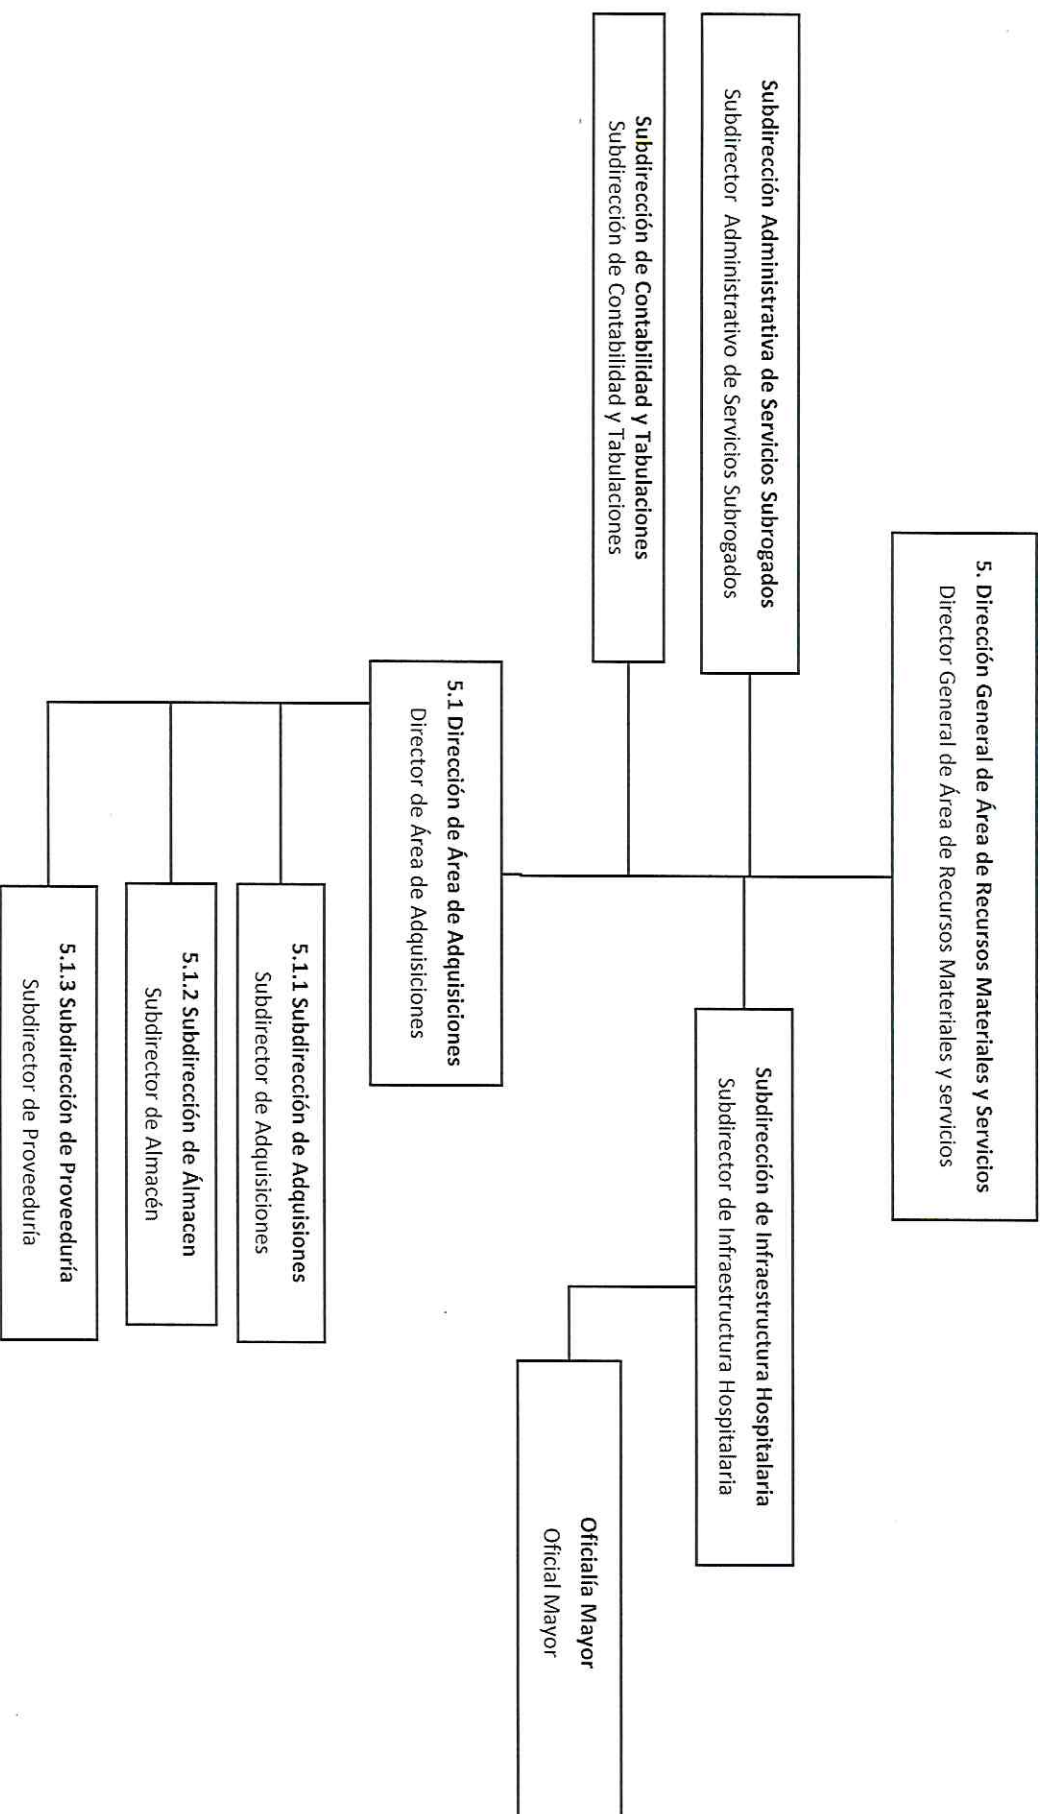 5. Dirección General de Área de Recursos Materiales y Servicios
Director General de Área de Recursos Materiales y servicios
Subdirección Administrativa de Servicios Subrogados
Subdirector Administrativo de Servicios Subrogados
Subdirección de Infraestructura Hospitalaria
Subdirector de Infraestructura Hospitalaria
Subdirección de Contabilidad y Tabulaciones
Subdirección de Contabilidad y Tabulaciones
Oficialía Mayor
Oficial Mayor
5.1 Dirección de Área de Adquisiciones
Director de Área de Adquisiciones
5.1.1 Subdirección de Adquisiones
Subdirector de Adquisiciones
5.1.2 Subdirección de Álmacen
Subdirector de Almacén
5.1.3 Subdirección de Proveeduría
Subdirector de Proveeduría